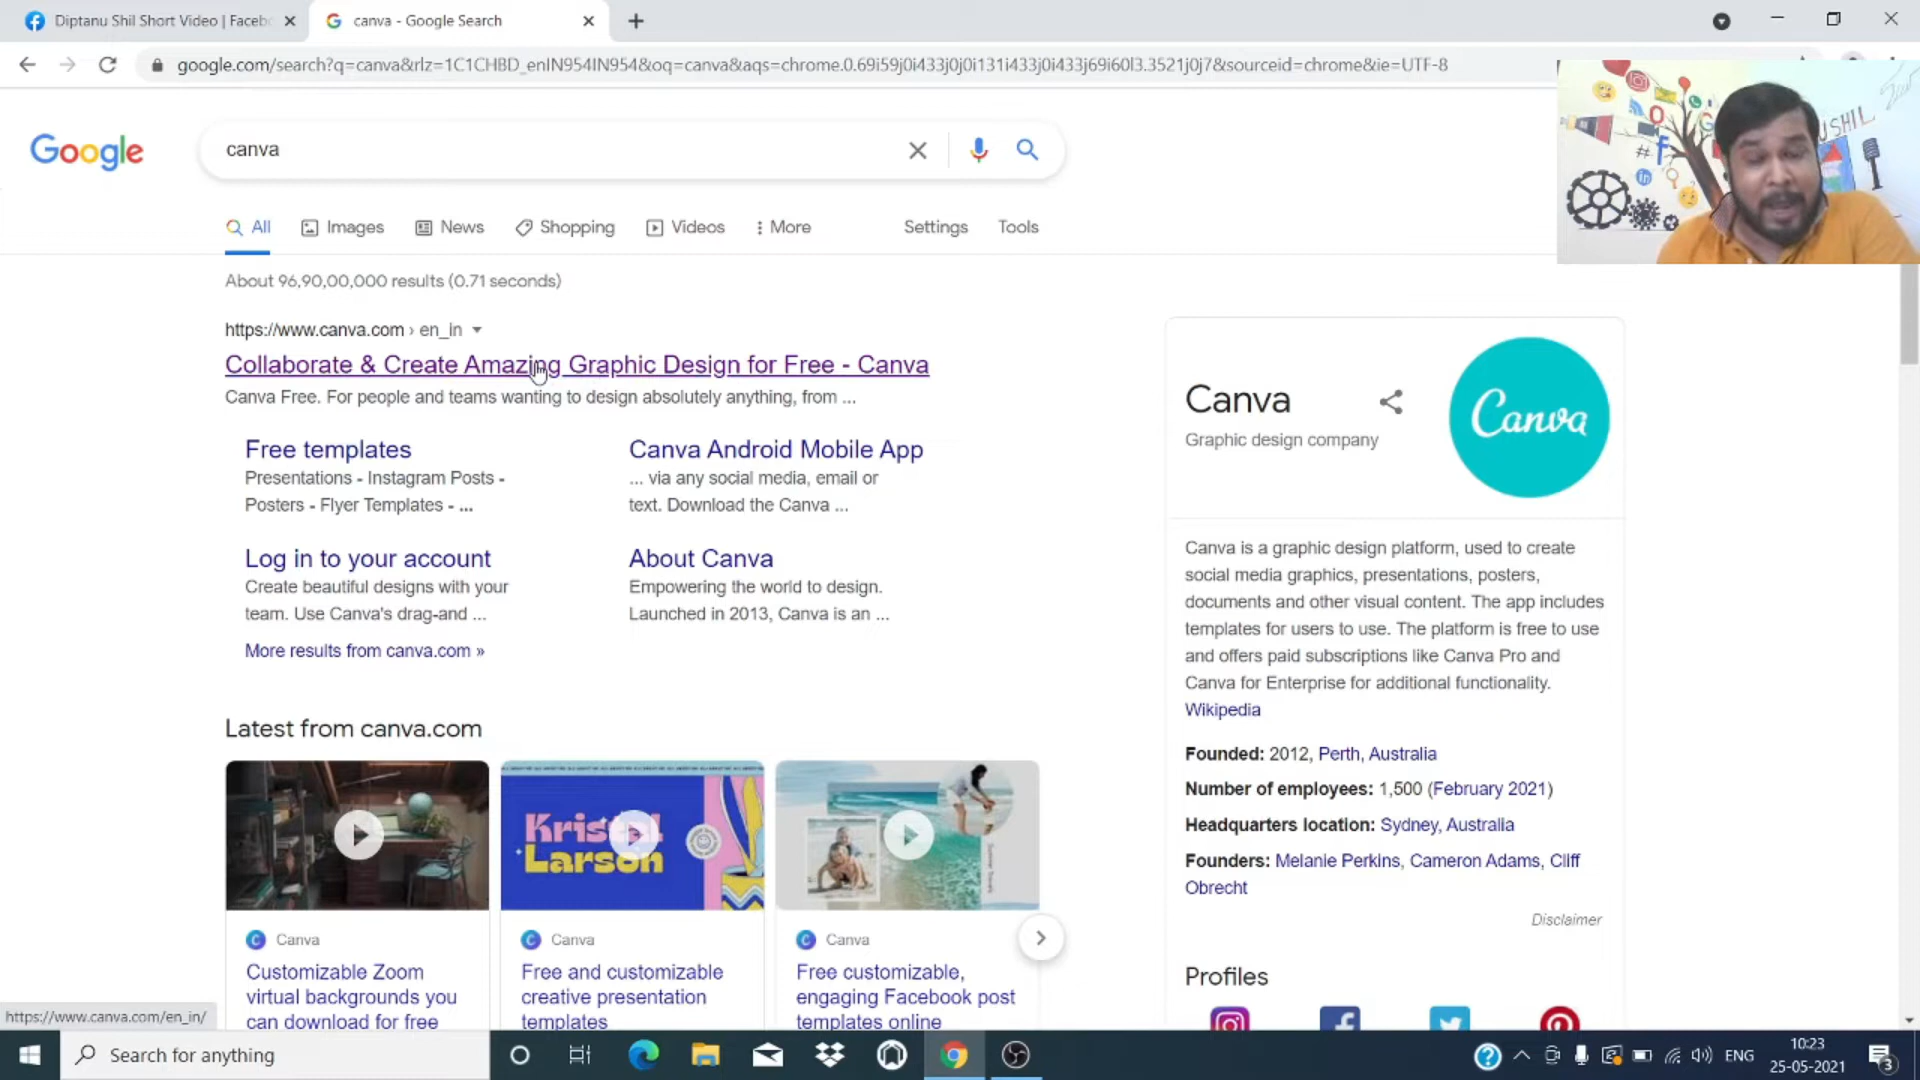 Diptanu Shil Short Video | Faceb
canva - Google Search
google.com/search?q=canva&rlz=1C1CHBD_enIN954IN954&oq=canva&aqs=chrome.0.69i59j0i433j0j0i131i433j0i433j69i60l3.3521j0j7&sourceid=chrome&ie=UTF-8
Google
canva
All Images News Shopping Videos More Settings Tools
USHIL
About 96,90,00,000 results (0.71 seconds)
https://www.canva.com › en_in
Collaborate & Create Amazing Graphic Design for Free - Canva
Canva Free. For people and teams wanting to design absolutely anything, from ...
Free templates
Presentations - Instagram Posts -
Posters - Flyer Templates - ...
Canva Android Mobile App
... via any social media, email or
text. Download the Canva ...
Log in to your account
Create beautiful designs with your
team. Use Canva's drag-and ...
About Canva
Empowering the world to design.
Launched in 2013, Canva is an ...
More results from canva.com »
Latest from canva.com
Kristal
Larson
Canva
Customizable Zoom
virtual backgrounds you
can download for free
Canva
Free and customizable
creative presentation
templates
Canva
Free customizable,
engaging Facebook post
templates online
Canva
Graphic design company
Canva
Canva is a graphic design platform, used to create
social media graphics, presentations, posters,
documents and other visual content. The app includes
templates for users to use. The platform is free to use
and offers paid subscriptions like Canva Pro and
Canva for Enterprise for additional functionality.
Wikipedia
Founded: 2012, Perth, Australia
Number of employees: 1,500 (February 2021)
Headquarters location: Sydney, Australia
Founders: Melanie Perkins, Cameron Adams, Cliff
Obrecht
Disclaimer
Profiles
https://www.canva.com/en_in/
Search for anything
ENG
10:23
25-05-2021
3